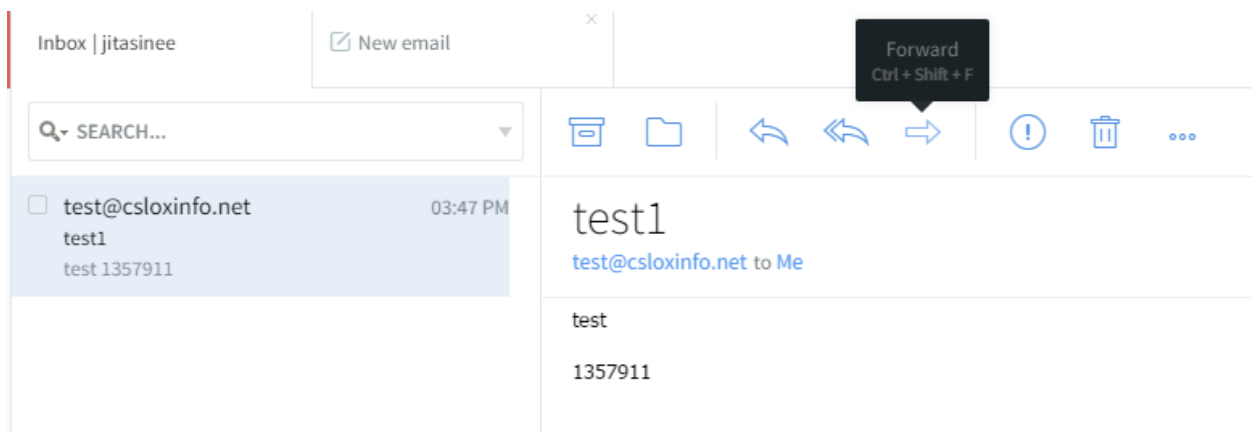 Inbox | jitasinee
New email
Forward
Ctrl + Shift + F
SEARCH...
test@csloxinfo.net 03:47 PM
test1
test 1357911
test1
test@csloxinfo.net to Me
test
1357911